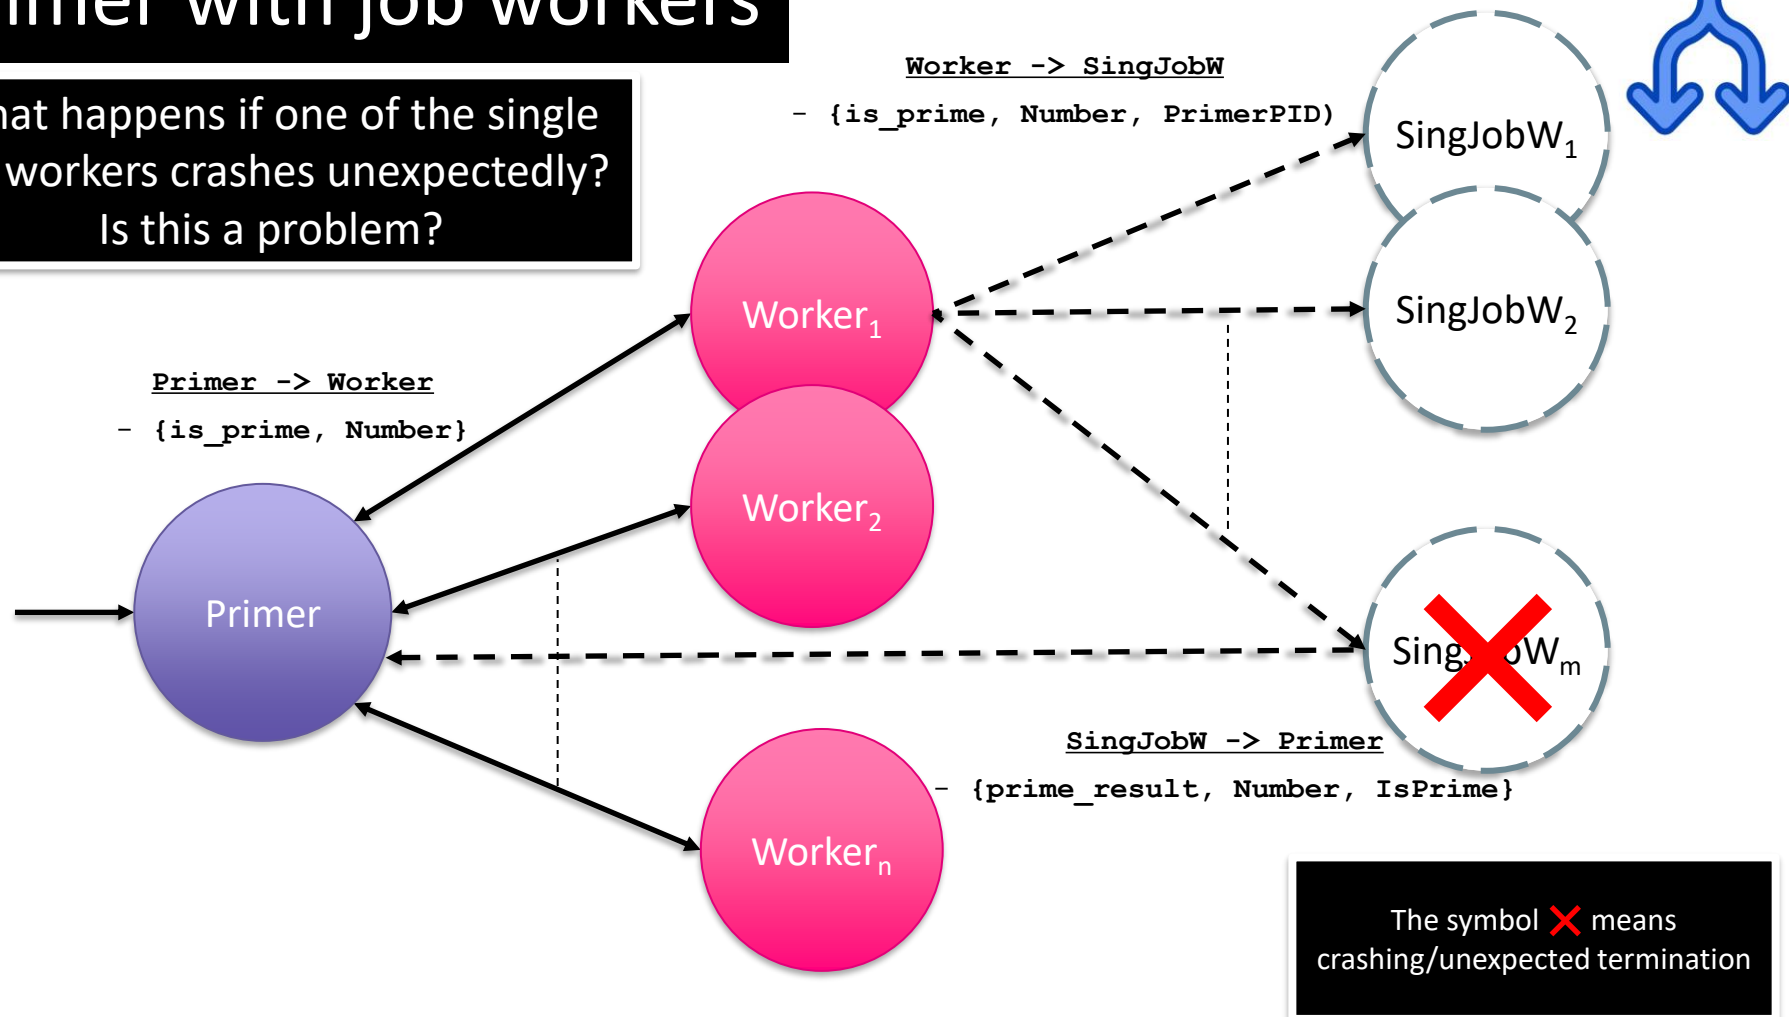 imer with job workers
hat happens if one of the single
workers crashes unexpectedly?
Is this a problem?
Worker -> SingJobW
- {is_prime, Number, PrimerPID)
SingJobW1
SingJobW2
Worker1
Primer -> Worker
- {is_prime, Number}
Worker2
Primer
SingJobWm
SingJobW -> Primer
- {prime_result, Number, IsPrime}
Workern
The symbol ❌ means
crashing/unexpected termination